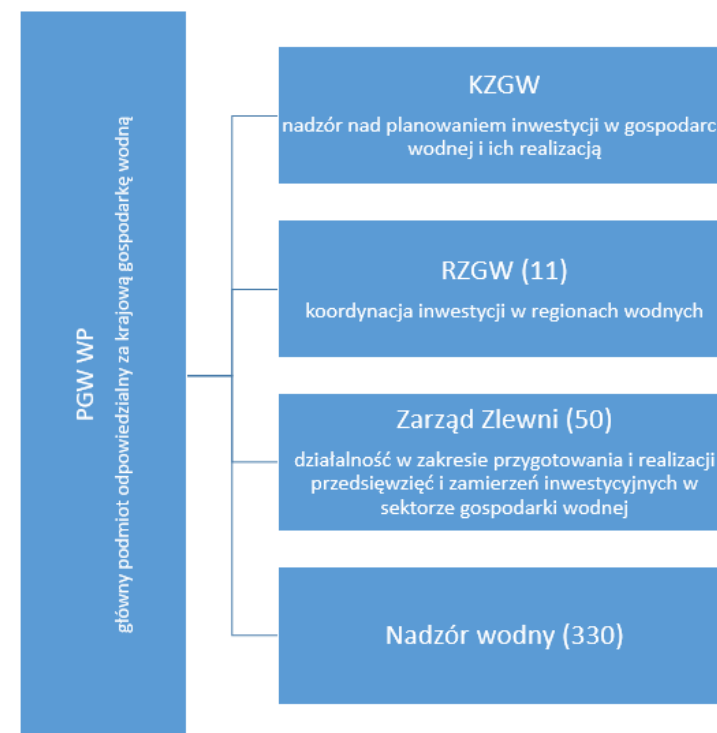 PGW WP
główny podmiot odpowiedzialny za krajową gospodarkę wodną
KZGW
nadzór nad planowaniem inwestycji w gospodarc
wodnej i ich realizacją
RZGW (11)
koordynacja inwestycji w regionach wodnych
Zarząd Zlewni (50)
działalność w zakresie przygotowania i realizacji
przedsięwzięć i zamierzeń inwestycyjnych w
sektorze gospodarki wodnej
Nadzór wodny (330)